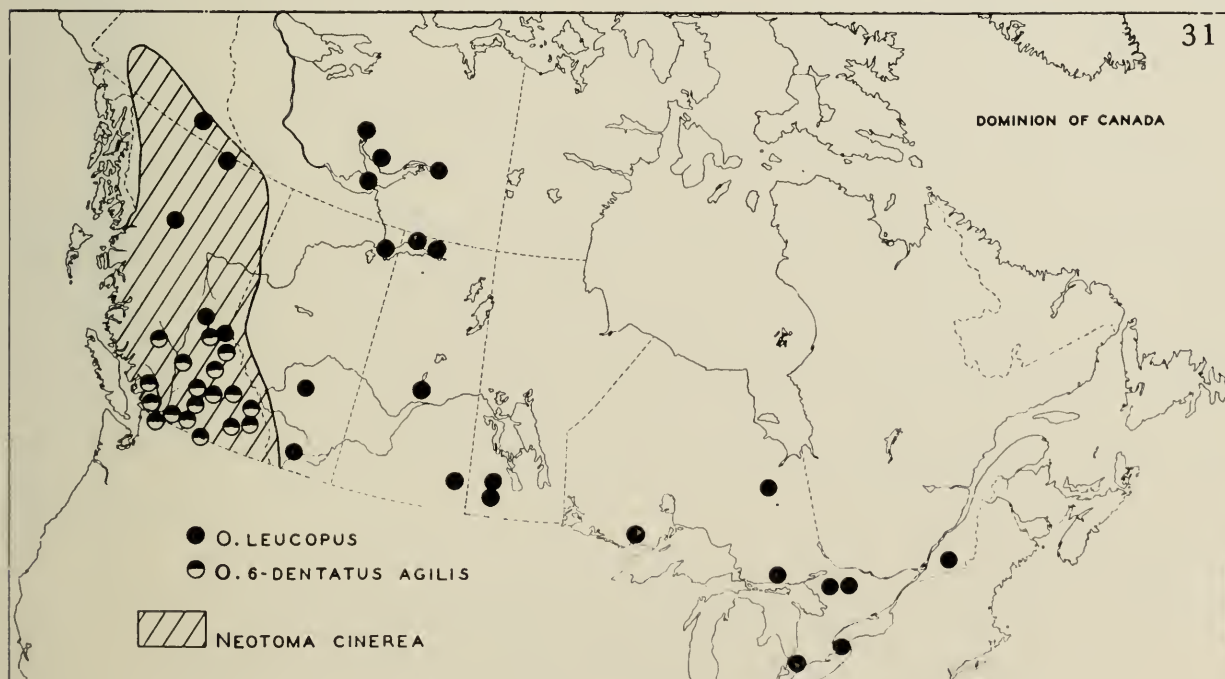 31
DOMINION OF CANADA
O. LEUCOPUS
O. 6-DENTATUS AGILIS
NEOTOMA CINEREA